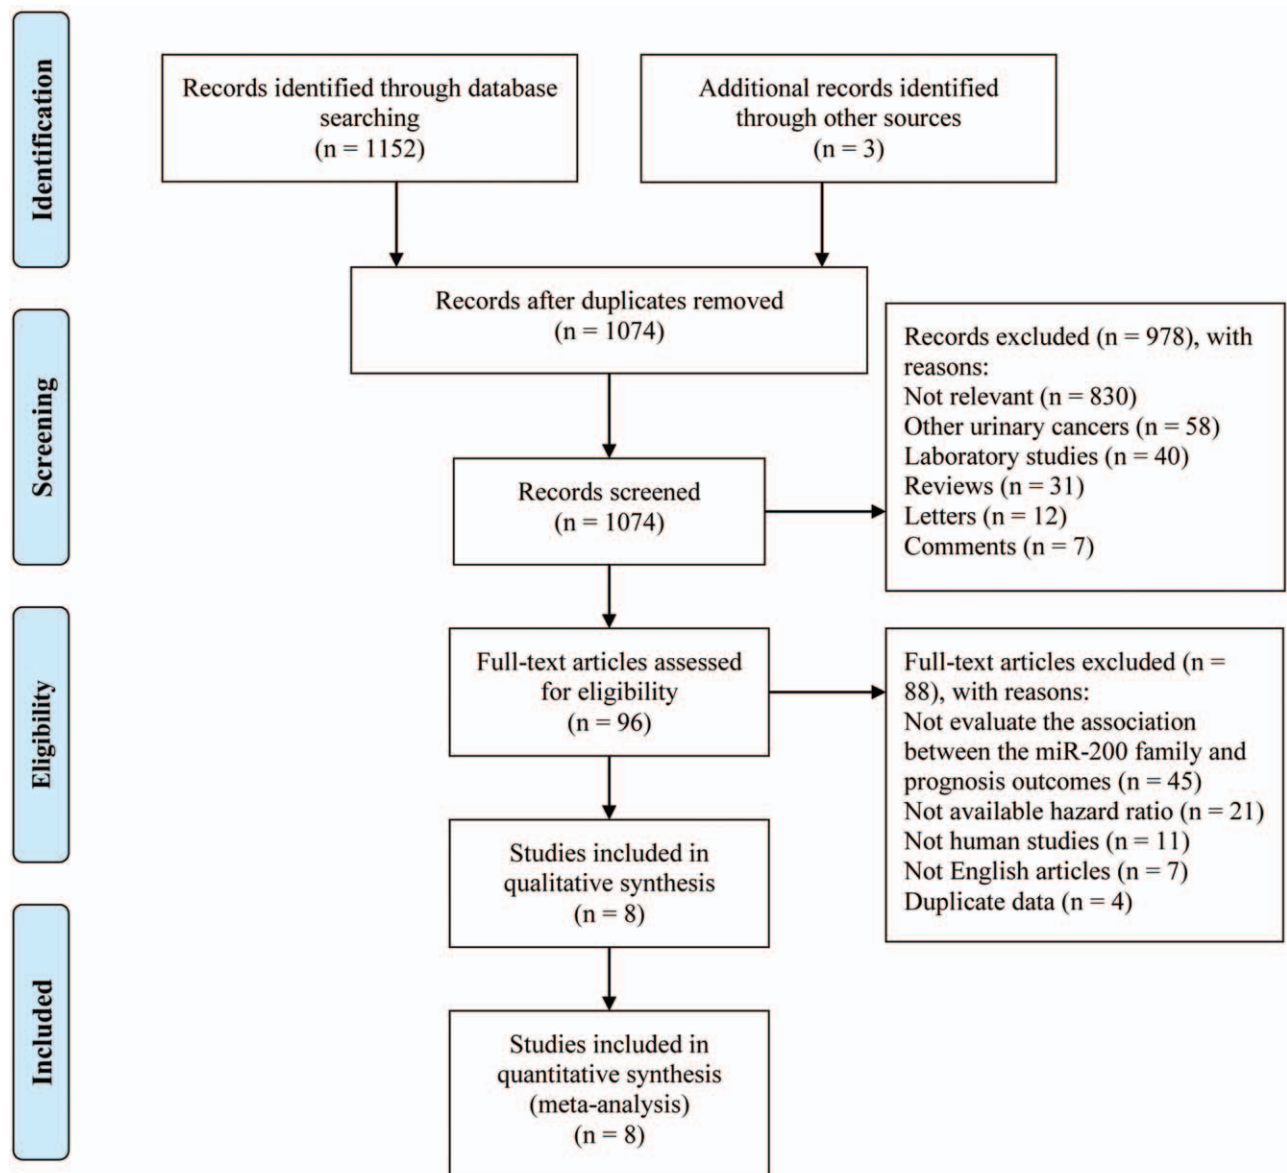 Identification
Records identified through database
searching
(n = 1152)
Additional records identified
through other sources
(n = 3)
Records after duplicates removed
(n = 1074)
Screening
Records screened
(n = 1074)
Records excluded (n = 978), with
reasons:
Not relevant (n = 830)
Other urinary cancers (n = 58)
Laboratory studies (n = 40)
Reviews (n = 31)
Letters (n = 12)
Comments (n = 7)
Eligibility
Full-text articles assessed
for eligibility
(n = 96)
Full-text articles excluded (n =
88), with reasons:
Not evaluate the association
between the miR-200 family and
prognosis outcomes (n = 45)
Not available hazard ratio (n = 21)
Not human studies (n = 11)
Not English articles (n = 7)
Duplicate data (n = 4)
Studies included in
qualitative synthesis
(n = 8)
Included
Studies included in
quantitative synthesis
(meta-analysis)
(n = 8)